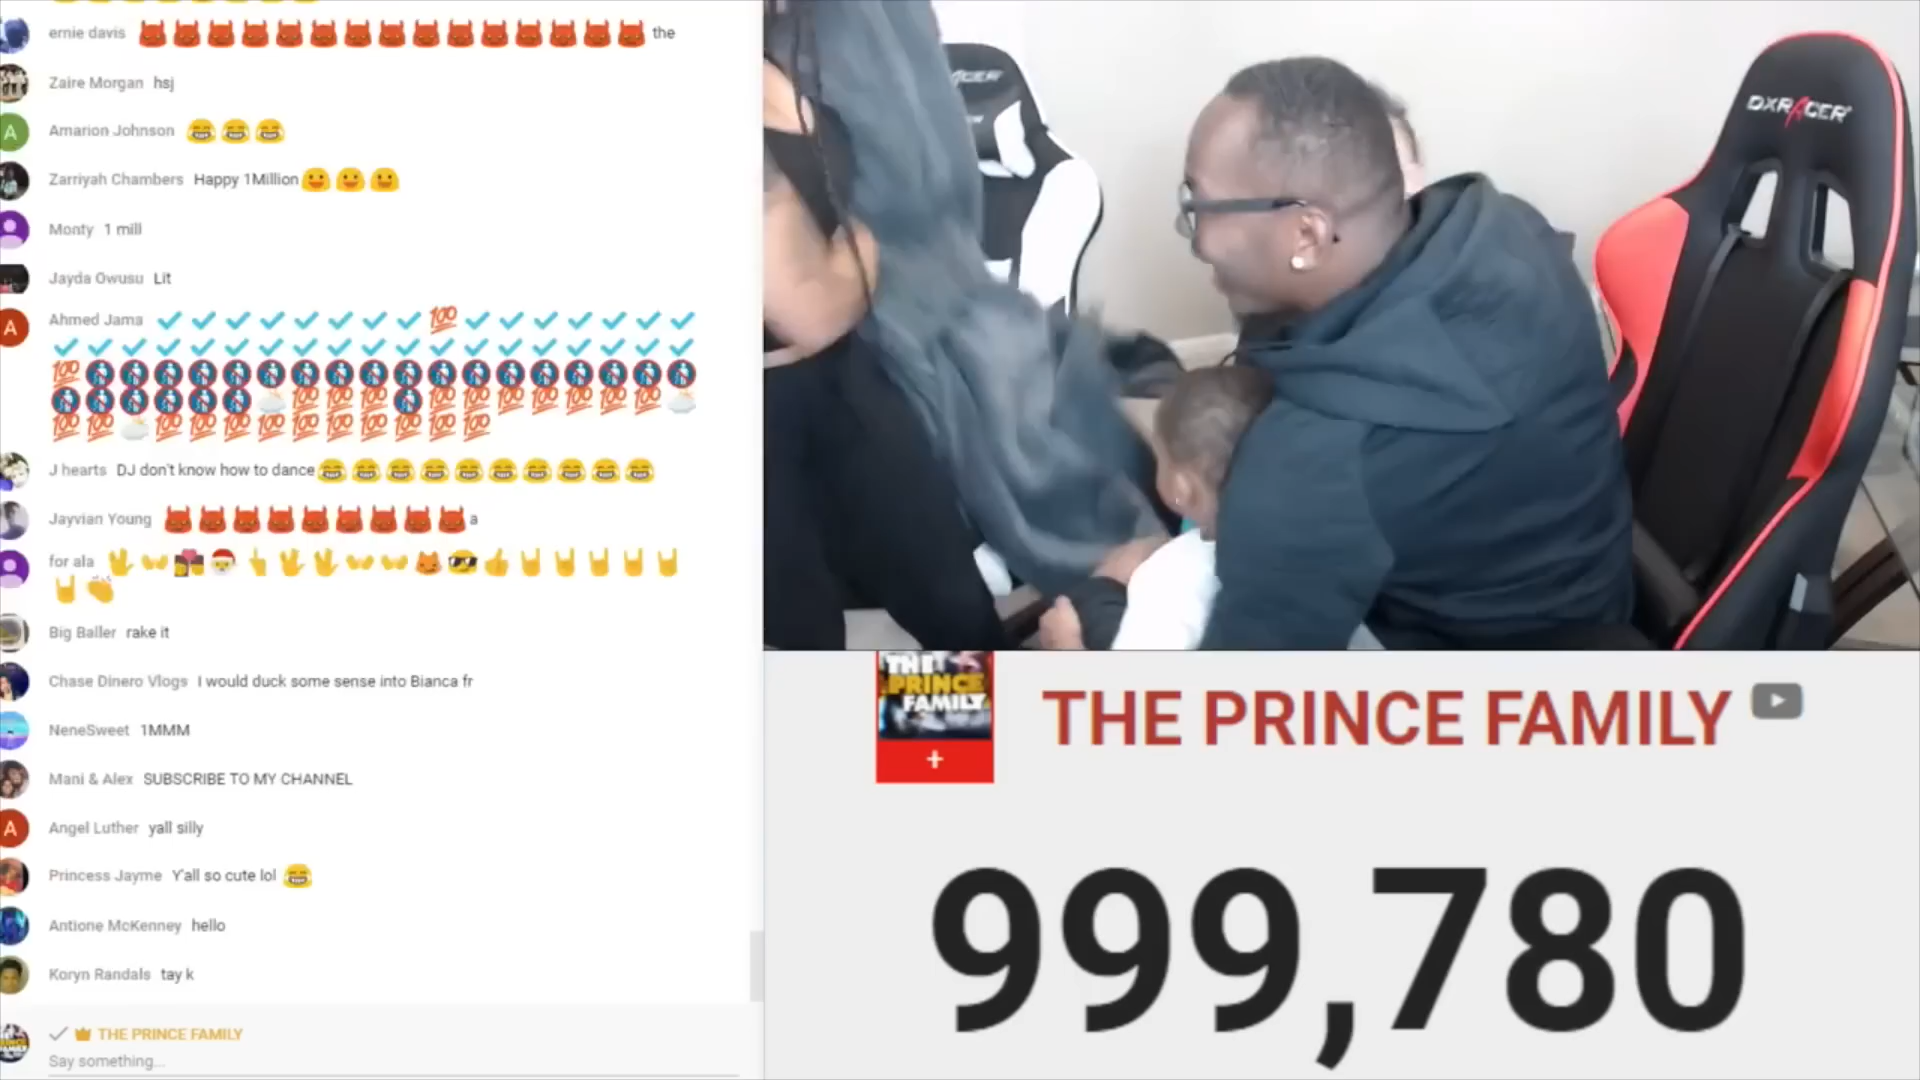 ernie davis the
Zaire Morgan hsj
A Amarion Johnson
Zarriyah Chambers Happy 1Million
Monty 1 mill
Jayda Owusu Lit
A Ahmed Jama
J hearts DJ don't know how to dance
Jayvian Young a
for ala
Big Baller rake it
Chase Dinero Vlogs I would duck some sense into Bianca fr
NeneSweet 1MMM
Mani & Alex SUBSCRIBE TO MY CHANNEL
A Angel Luther yall silly
Princess Jayme Y'all so cute lol
Antione McKenney hello
Koryn Randals tay k
THE PRINCE FAMILY
Say something...
DXRACER
THE
PRINCE
FAMILY
+
THE PRINCE FAMILY
999,780